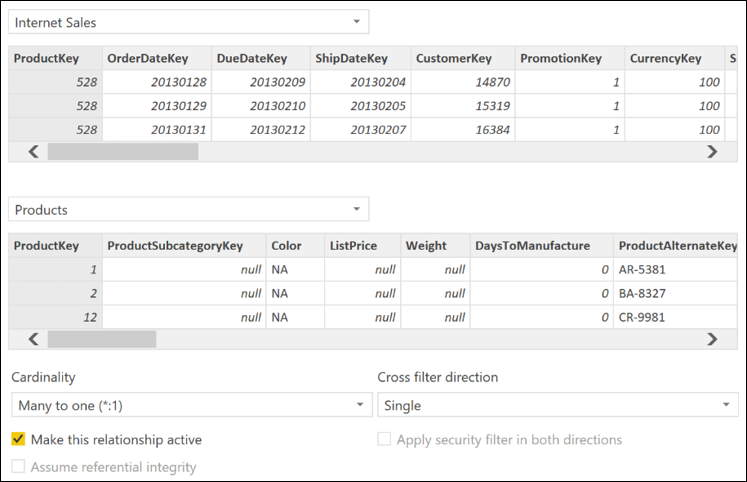 Internet Sales
ProductKey OrderDateKey DueDateKey ShipDateKey CustomerKey PromotionKey CurrencyKey S
528 20130128 20130209 20130204 14870 1 100
528 20130129 20130210 20130205 15319 1 100
528 20130131 20130212 20130207 16384 1 100
Products
ProductKey ProductSubcategoryKey Color ListPrice Weight DaysToManufacture ProductAlternateKey
1 null NA null null 0 AR-5381
2 null NA null null 0 BA-8327
12 null NA null null 0 CR-9981
Cardinality Cross filter direction
Many to one (*:1) Single
Make this relationship active Apply security filter in both directions
Assume referential integrity